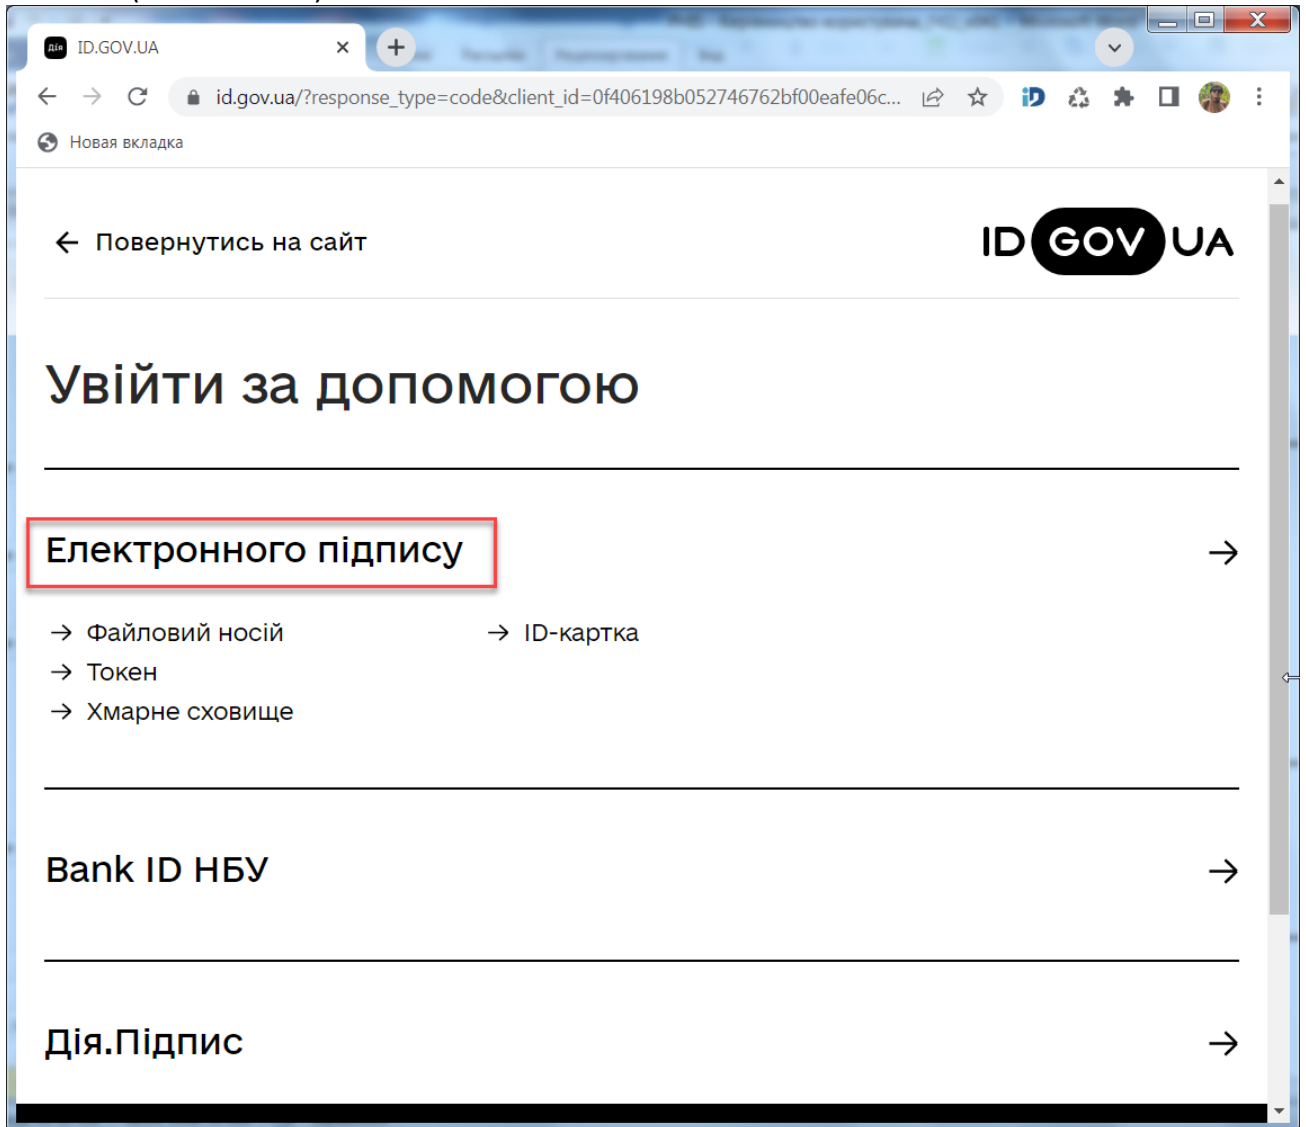 ID.GOV.UA
id.gov.ua/?response_type=code&client_id=0f406198b052746762bf00eafe06c...
Новая вкладка
Повернутись на сайт
ID GOV UA
Увійти за допомогою
Електронного підпису
Файловий носій
ID-картка
Токен
Хмарне сховище
Bank ID НБУ
Дія.Підпис